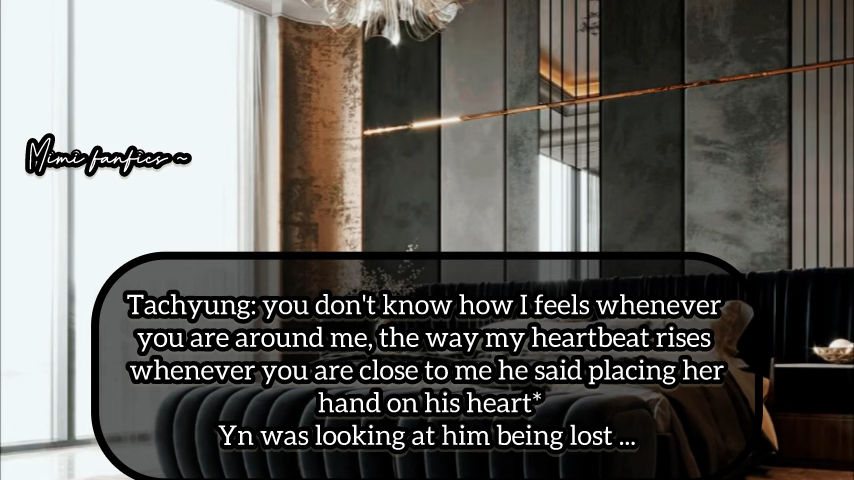 Mimi fanfics ~
Tachyung: you don't know how I feels whenever
you are around me, the way my heartbeat rises
whenever you are close to me he said placing her
hand on his heart*
Yn was looking at him being lost ...